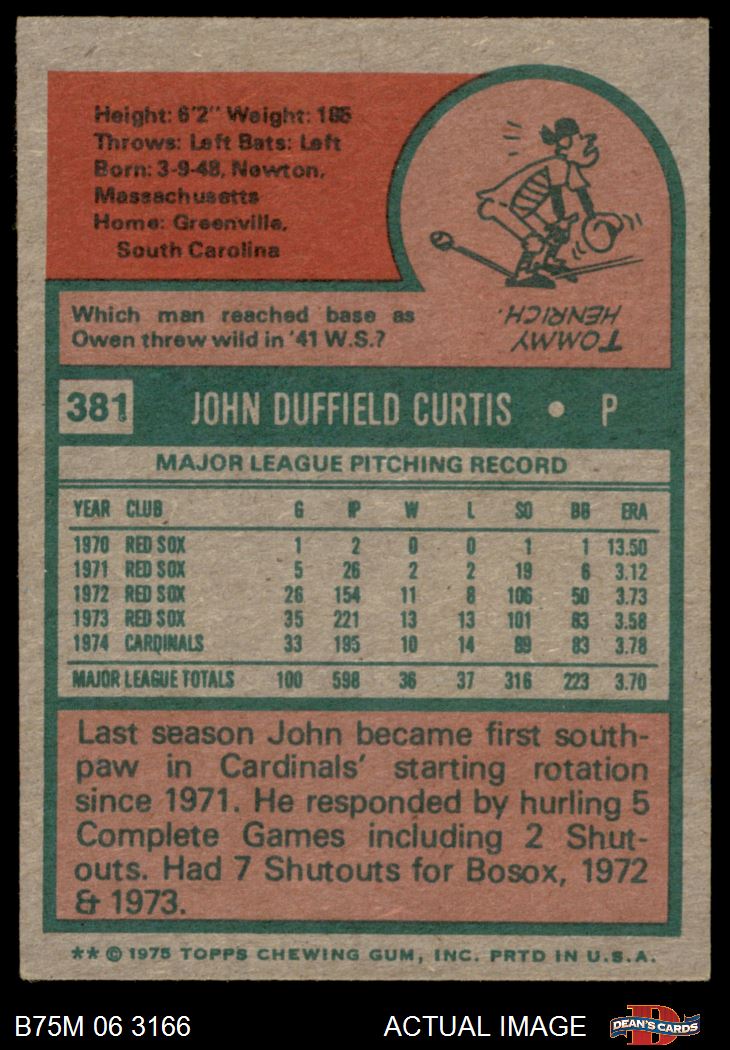 Height: 6'2" Weight: 185
Throws: Left Bats: Left
Born: 3-9-48, Newton,
Massachusetts
Home: Greenville,
South Carolina
TOMMY
HENRICH.
Which man reached base as
Owen threw wild in '41 W.S.?
381 JOHN DUFFIELD CURTIS • P
MAJOR LEAGUE PITCHING RECORD
YEAR CLUB G IP W L SO BB ERA
1970 RED SOX 1 2 0 0 1 1 13.50
1971 RED SOX 5 26 2 2 19 6 3.12
1972 RED SOX 26 154 11 8 106 50 3.73
1973 RED SOX 35 221 13 13 101 83 3.58
1974 CARDINALS 33 195 10 14 89 83 3.78
MAJOR LEAGUE TOTALS 100 598 36 37 316 223 3.70
Last season John became first south-
paw in Cardinals' starting rotation
since 1971. He responded by hurling 5
Complete Games including 2 Shut-
outs. Had 7 Shutouts for Bosox, 1972
& 1973.
** © 1975 TOPPS CHEWING GUM, INC. PRTD IN U.S.A.
B75M 06 3166 ACTUAL IMAGE D DEAN'S CARDS